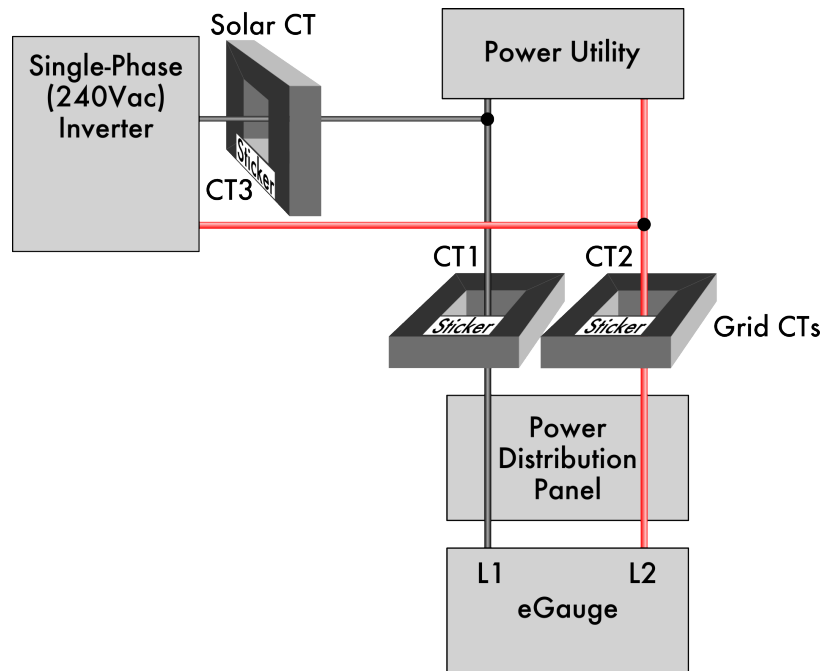 Solar CT
Single-Phase
(240Vac)
Inverter
Power Utility
Sticker
CT3
CT1
CT2
Sticker
Sticker
Grid CTs
Power
Distribution
Panel
L1
L2
eGauge